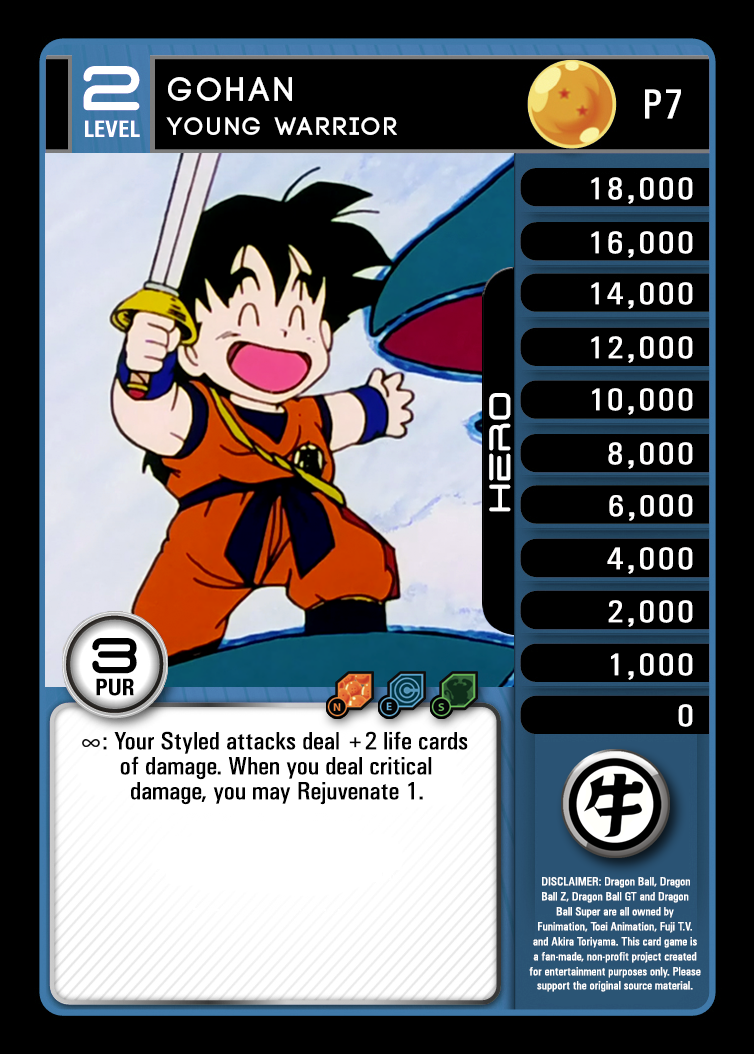 2
LEVEL
GOHAN
YOUNG WARRIOR
P7
18,000
16,000
14,000
12,000
10,000
8,000
6,000
4,000
2,000
1,000
0
HERO
3
PUR
N E S
∞: Your Styled attacks deal +2 life cards
of damage. When you deal critical
damage, you may Rejuvenate 1.
牛
DISCLAIMER: Dragon Ball, Dragon
Ball Z, Dragon Ball GT and Dragon
Ball Super are all owned by
Funimation, Toei Animation, Fuji T.V.
and Akira Toriyama. This card game is
a fan-made, non-profit project created
for entertainment purposes only. Please
support the original source material.